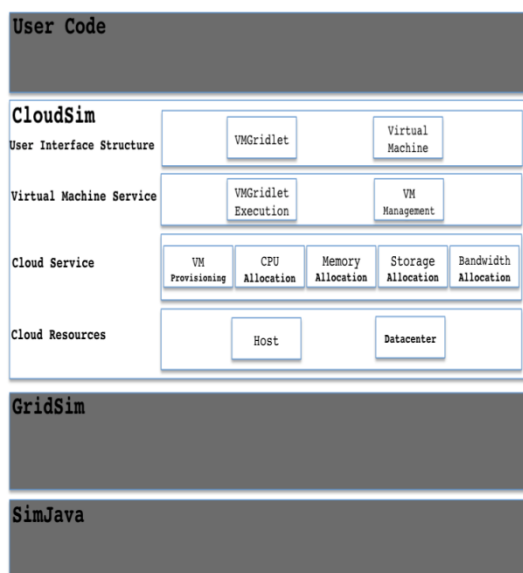 User Code
CloudSim
User Interface Structure
VMGridlet
Virtual
Machine
Virtual Machine Service
VMGridlet
Execution
VM
Management
Cloud Service
VM
Provisioning
CPU
Allocation
Memory
Allocation
Storage
Allocation
Bandwidth
Allocation
Cloud Resources
Host
Datacenter
GridSim
SimJava